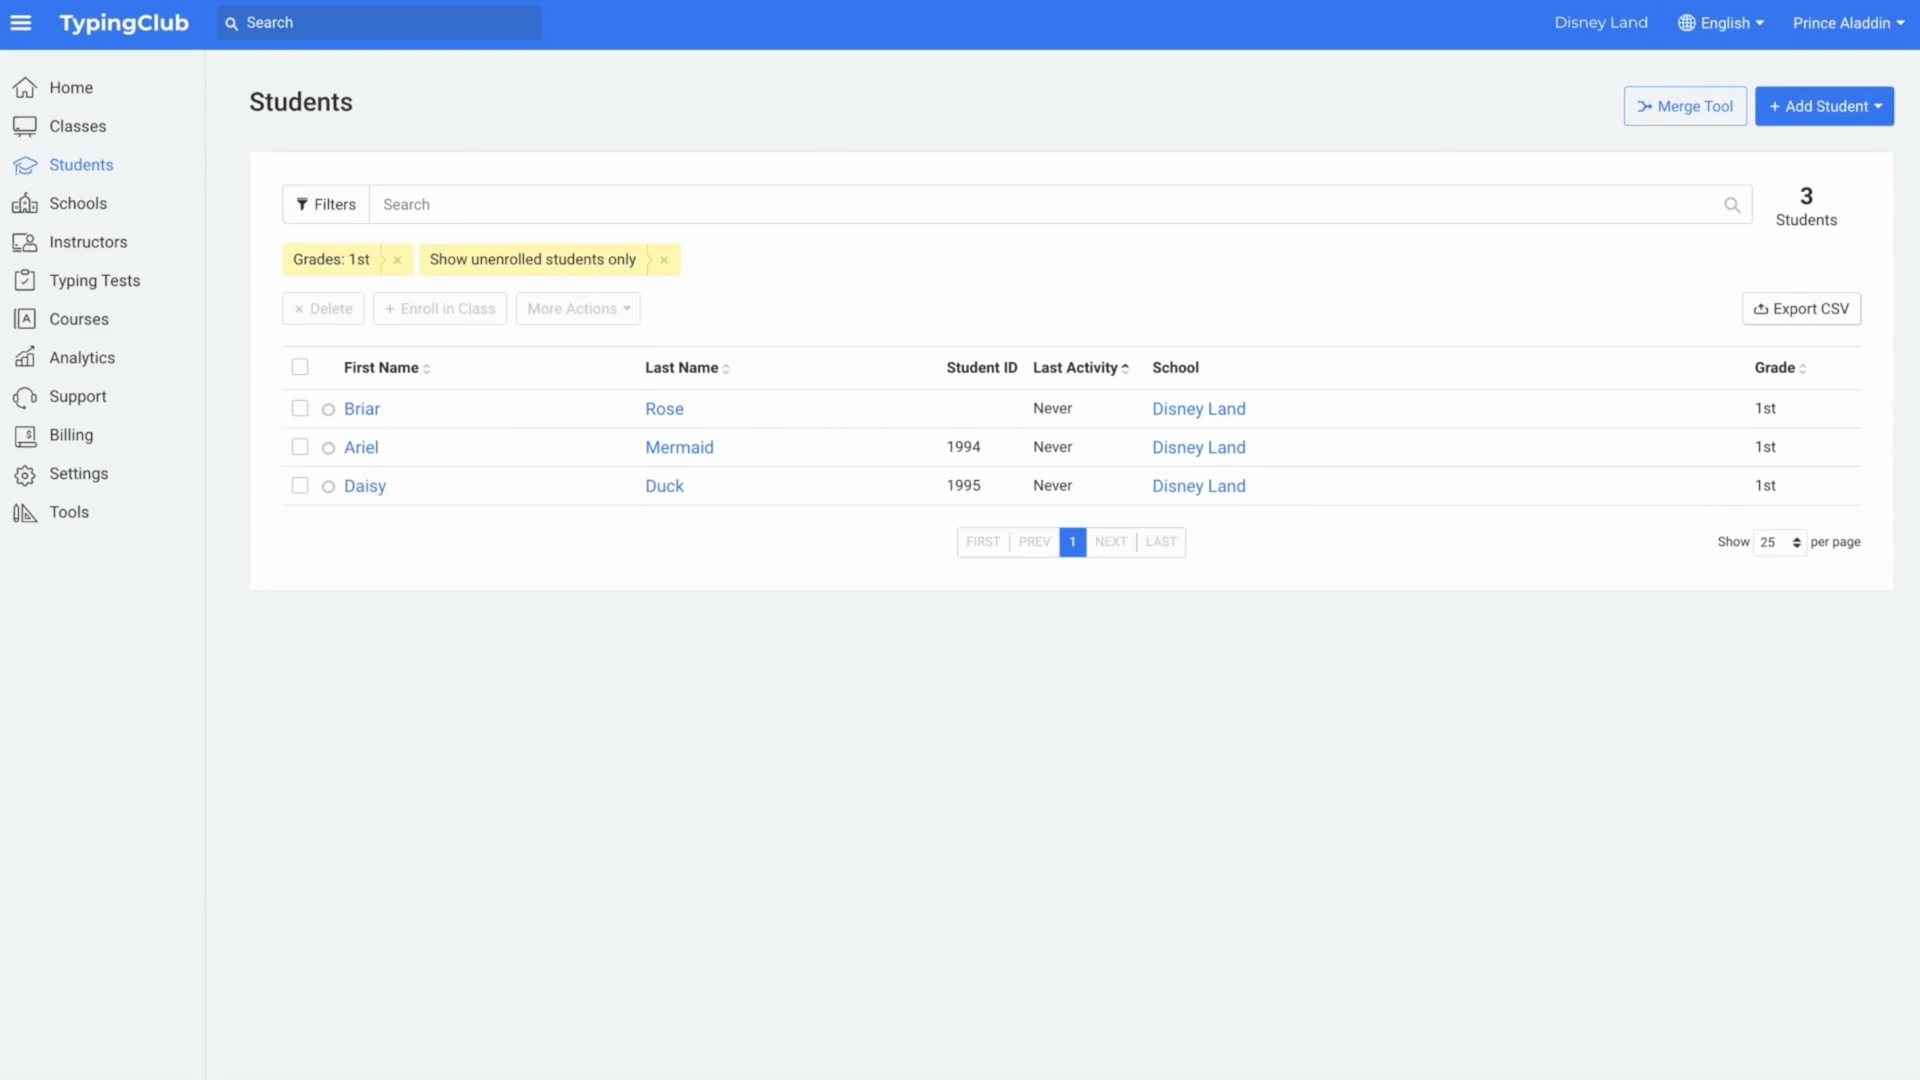 TypingClub
Search
Disney Land
English
Prince Aladdin
Home
Classes
Students
Schools
Instructors
Typing Tests
Courses
Analytics
Support
Billing
Settings
Tools
Students
Merge Tool
+ Add Student
Filters
Search
3
Students
Grades: 1st ×
Show unenrolled students only ×
× Delete
+ Enroll in Class
More Actions
Export CSV
First Name Last Name Student ID Last Activity School Grade
Briar Rose Never Disney Land 1st
Ariel Mermaid 1994 Never Disney Land 1st
Daisy Duck 1995 Never Disney Land 1st
FIRST PREV 1 NEXT LAST
Show 25 per page